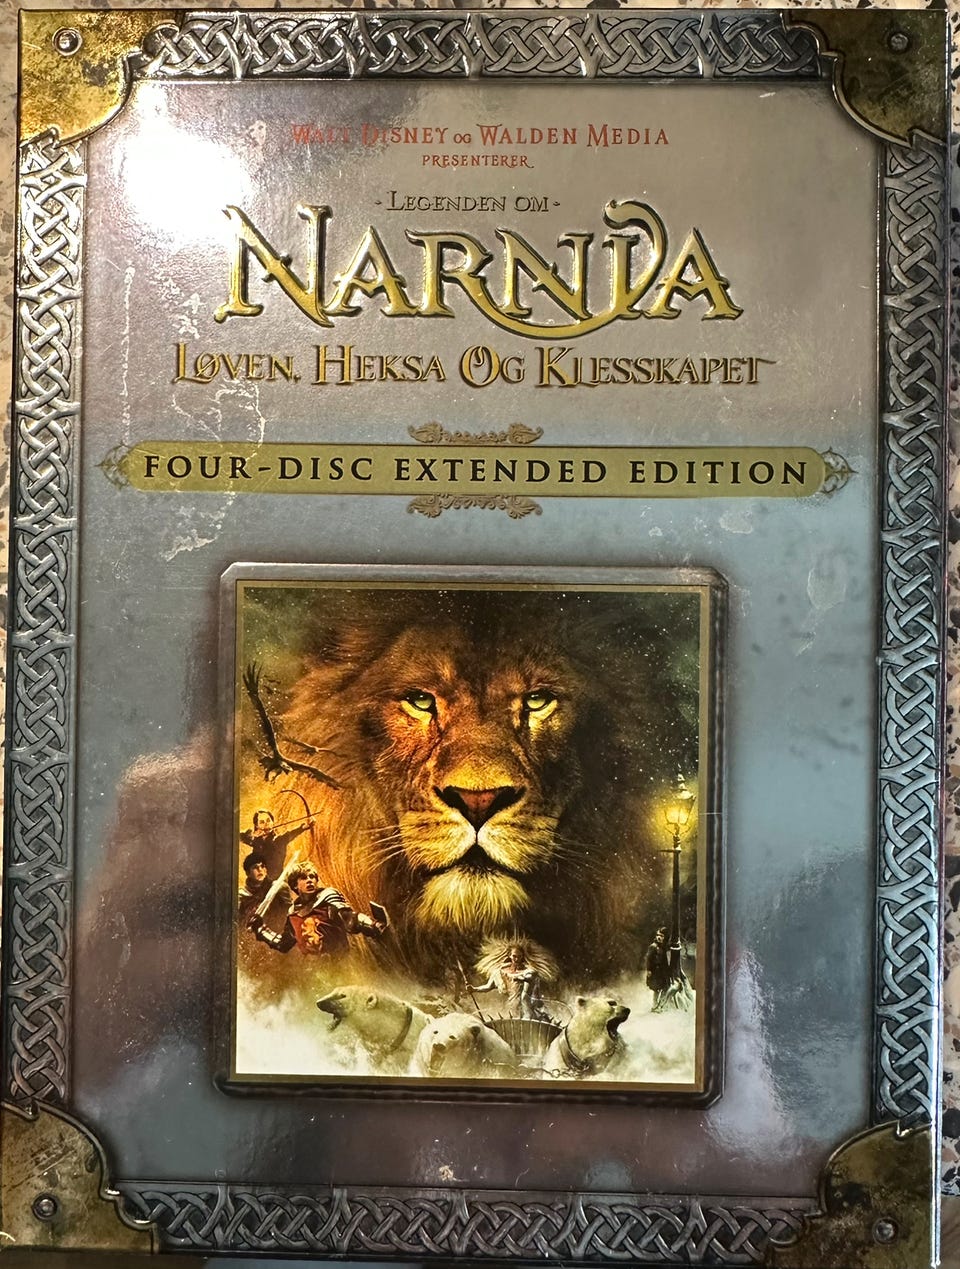 WALT DISNEY OG WALDEN MEDIA
PRESENTERER
- LEGENDEN OM -
NARNIA
LØVEN, HEKSA OG KLESSKAPET
FOUR-DISC EXTENDED EDITION